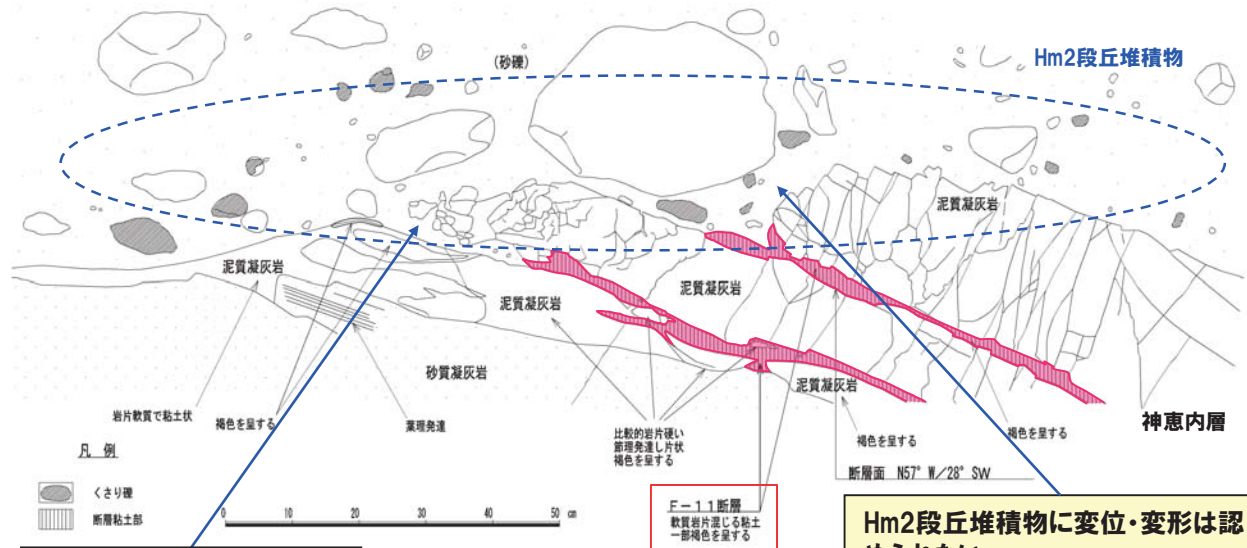 (砂礫)
Hm2段丘堆積物
泥質凝灰岩
泥質凝灰岩
泥質凝灰岩
泥質凝灰岩
砂質凝灰岩
泥質凝灰岩
神恵内層
岩片軟質で粘土状
褐色を呈する
葉理発達
比較的岩片硬い
節理発達し片状
褐色を呈する
褐色を呈する
褐色を呈する
断層面 N57° W/28° SW
凡 例
くさり礫
断層粘土部
0 10 20 30 40 50 cm
F-11断層
軟質岩片混じる粘土
一部褐色を呈する
Hm2段丘堆積物に変位・変形は認